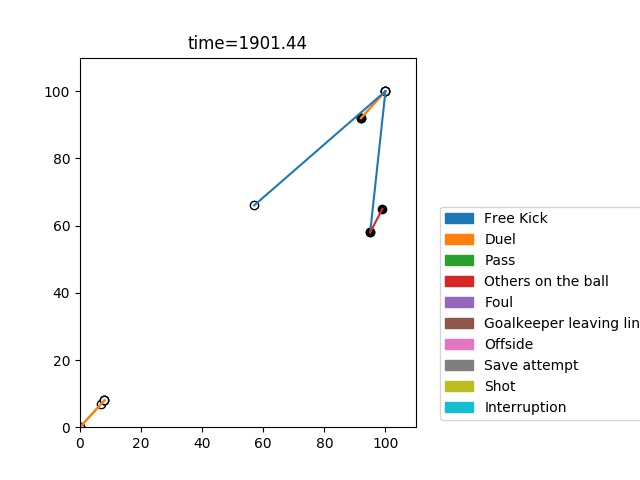 time=1901.44
100
80
60
40
20
0
0 20 40 60 80 100
Free Kick
Duel
Pass
Others on the ball
Foul
Goalkeeper leaving lin
Offside
Save attempt
Shot
Interruption